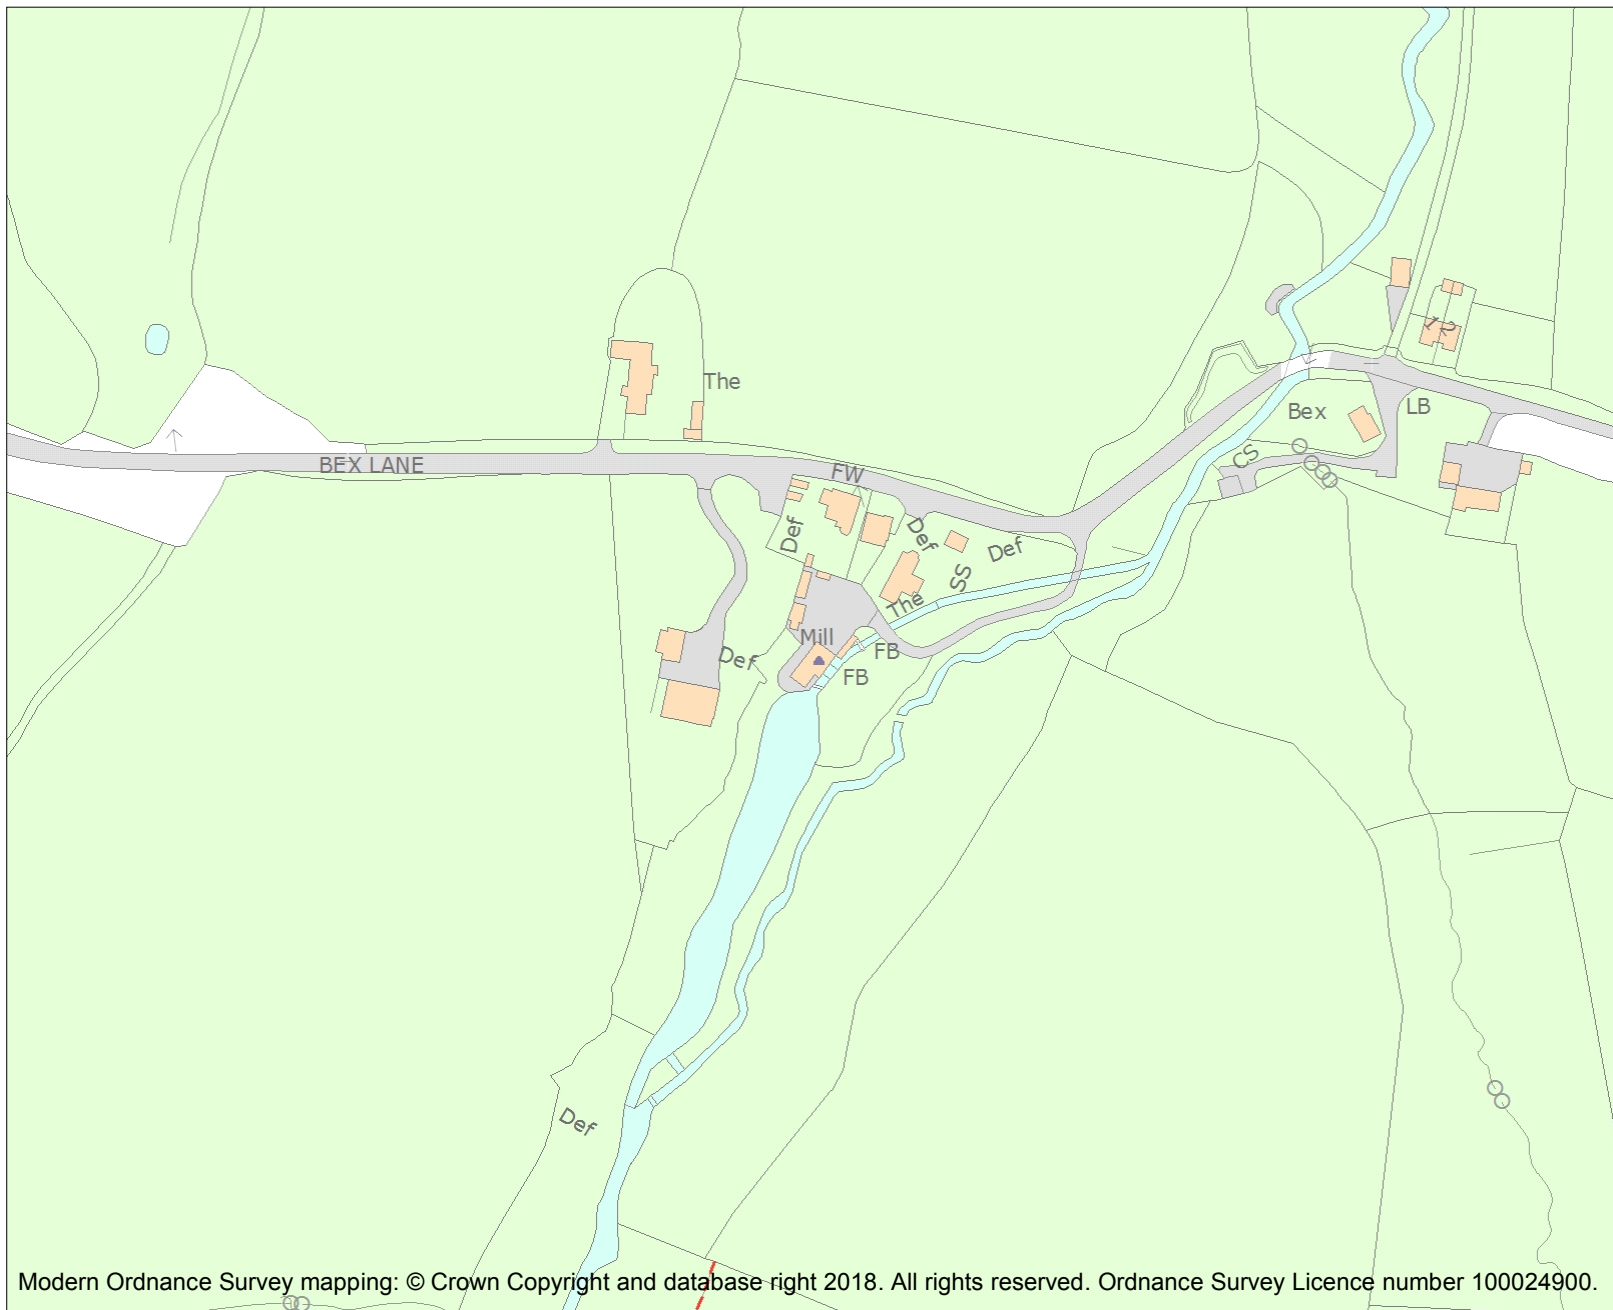 The
Bex
LB
CS
BEX LANE
FW
Def
Def
Def
SS
The
Mill
FB
Def
FB
Def
Modern Ordnance Survey mapping: © Crown Copyright and database right 2018. All rights reserved. Ordnance Survey Licence number 100024900.